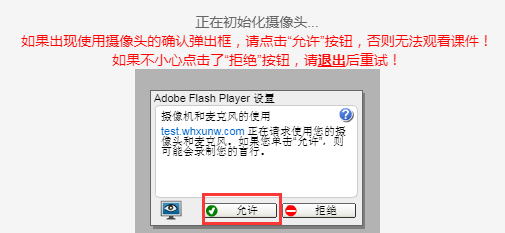 正在初始化摄像头...
如果出现使用摄像头的确认弹出框，请点击“允许”按钮，否则无法观看课件！
如果不小心点击了“拒绝”按钮，请退出后重试！
Adobe Flash Player 设置
摄像机和麦克风的使用
test.whxunw.com 正在请求使用您的摄
像头和麦克风。如果您单击“允许”，则
可能会录制您的音行。
允许
拒绝